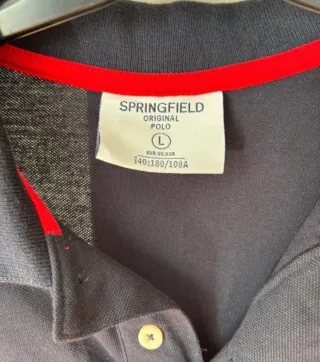 SPRINGFIELD
ORIGINAL
POLO
L
180/108A